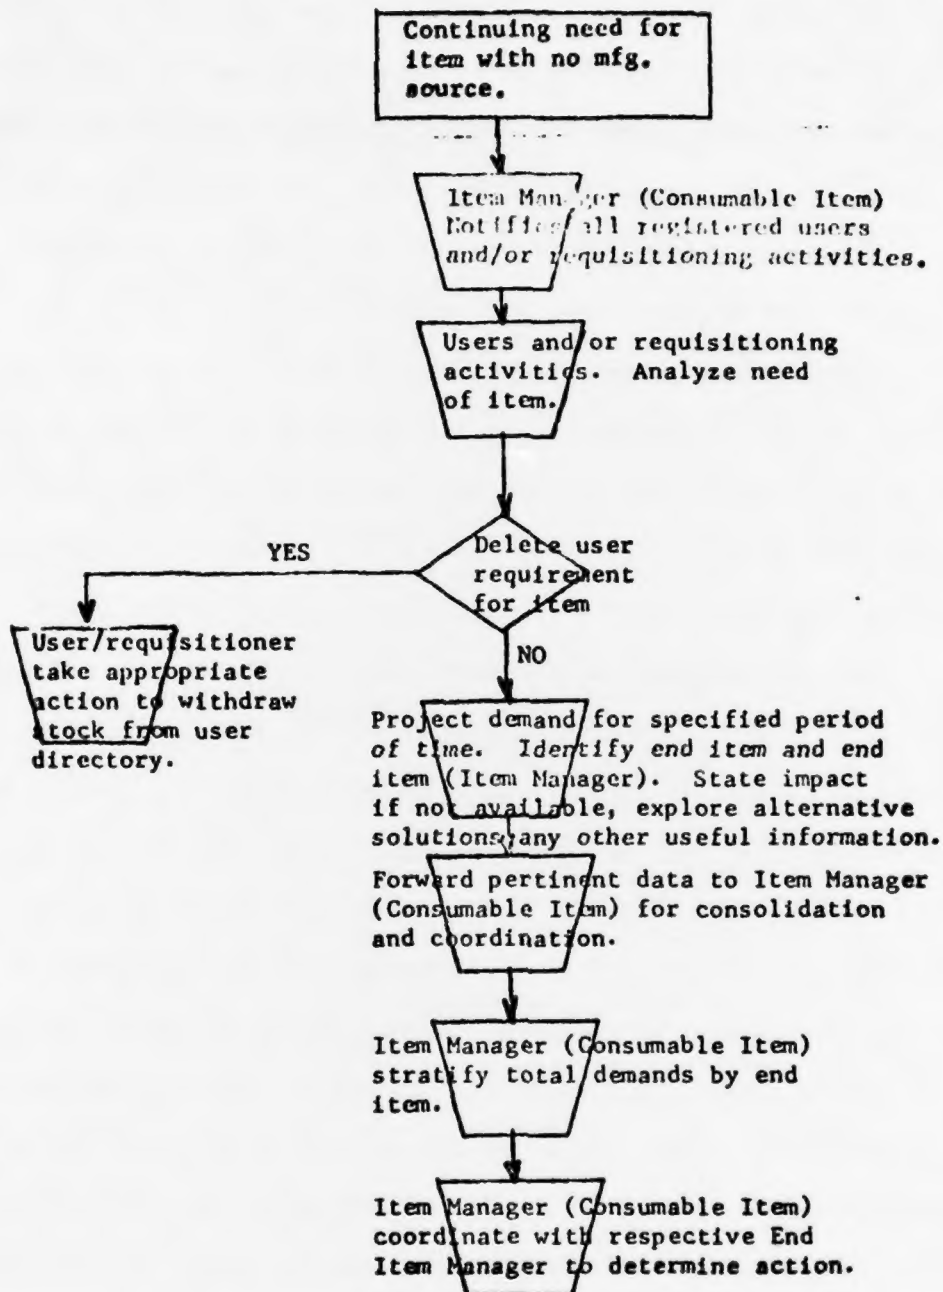 Continuing need for
item with no mfg.
source.
Item Manager (Consumable Item)
Notifies all registered users
and/or requisitioning activities.
Users and/or requisitioning
activities. Analyze need
of item.
Delete user
requirement
for item
YES
NO
User/requisitioner
take appropriate
action to withdraw
stock from user
directory.
Project demand for specified period
of time. Identify end item and end
item (Item Manager). State impact
if not available, explore alternative
solutions, any other useful information.
Forward pertinent data to Item Manager
(Consumable Item) for consolidation
and coordination.
Item Manager (Consumable Item)
stratify total demands by end
item.
Item Manager (Consumable Item)
coordinate with respective End
Item Manager to determine action.